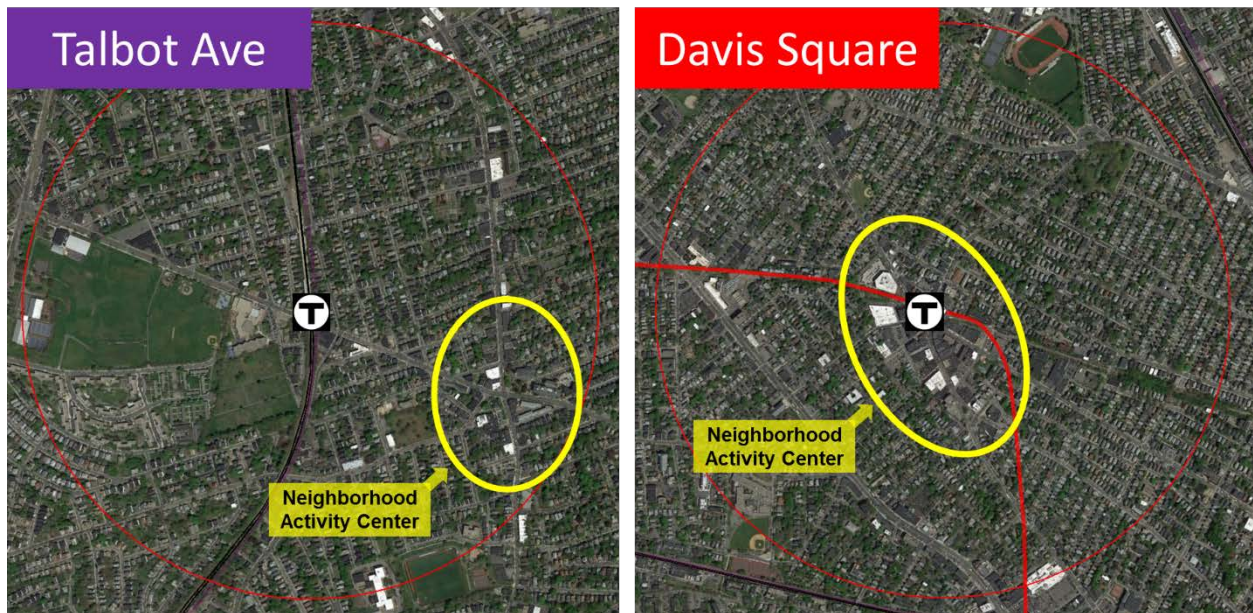 Talbot Ave
T
Neighborhood
Activity Center
Davis Square
T
Neighborhood
Activity Center